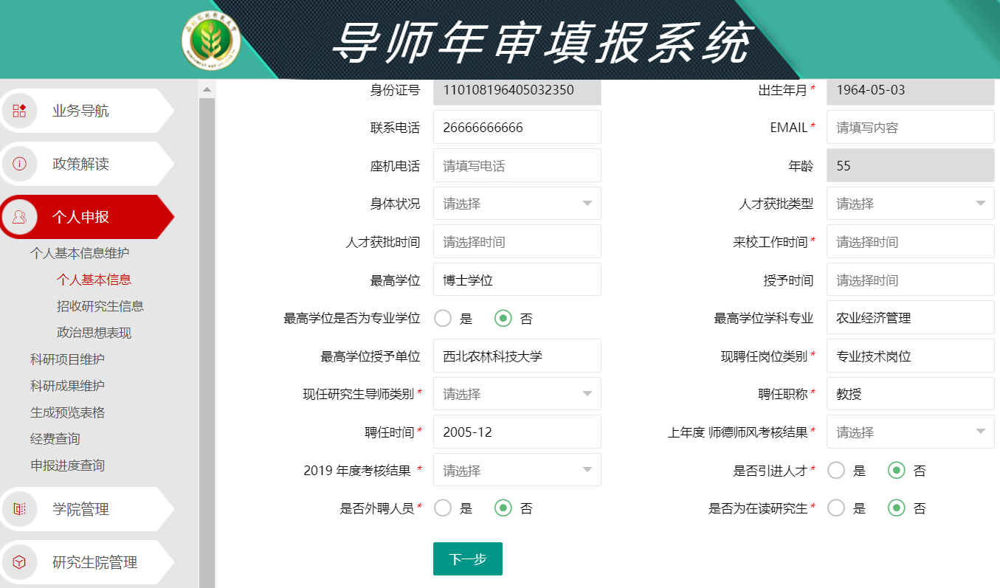 导师年审填报系统
业务导航
政策解读
个人申报
个人基本信息维护
个人基本信息
招收研究生信息
政治思想表现
科研项目维护
科研成果维护
生成预览表格
经费查询
申报进度查询
学院管理
研究生院管理
身份证号 110108196405032350 出生年月* 1964-05-03
联系电话 26666666666 EMAIL* 请填写内容
座机电话 请填写电话 年龄 55
身体状况 请选择 人才获批类型 请选择
人才获批时间 请选择时间 来校工作时间* 请选择时间
最高学位 博士学位 授予时间 请选择时间
最高学位是否为专业学位 是 否 最高学位学科专业 农业经济管理
最高学位授予单位 西北农林科技大学 现聘任岗位类别* 专业技术岗位
现任研究生导师类别* 请选择 聘任职称* 教授
聘任时间* 2005-12 上年度 师德师风考核结果* 请选择
2019 年度考核结果 * 请选择 是否引进人才* 是 否
是否外聘人员* 是 否 是否为在读研究生* 是 否
下一步